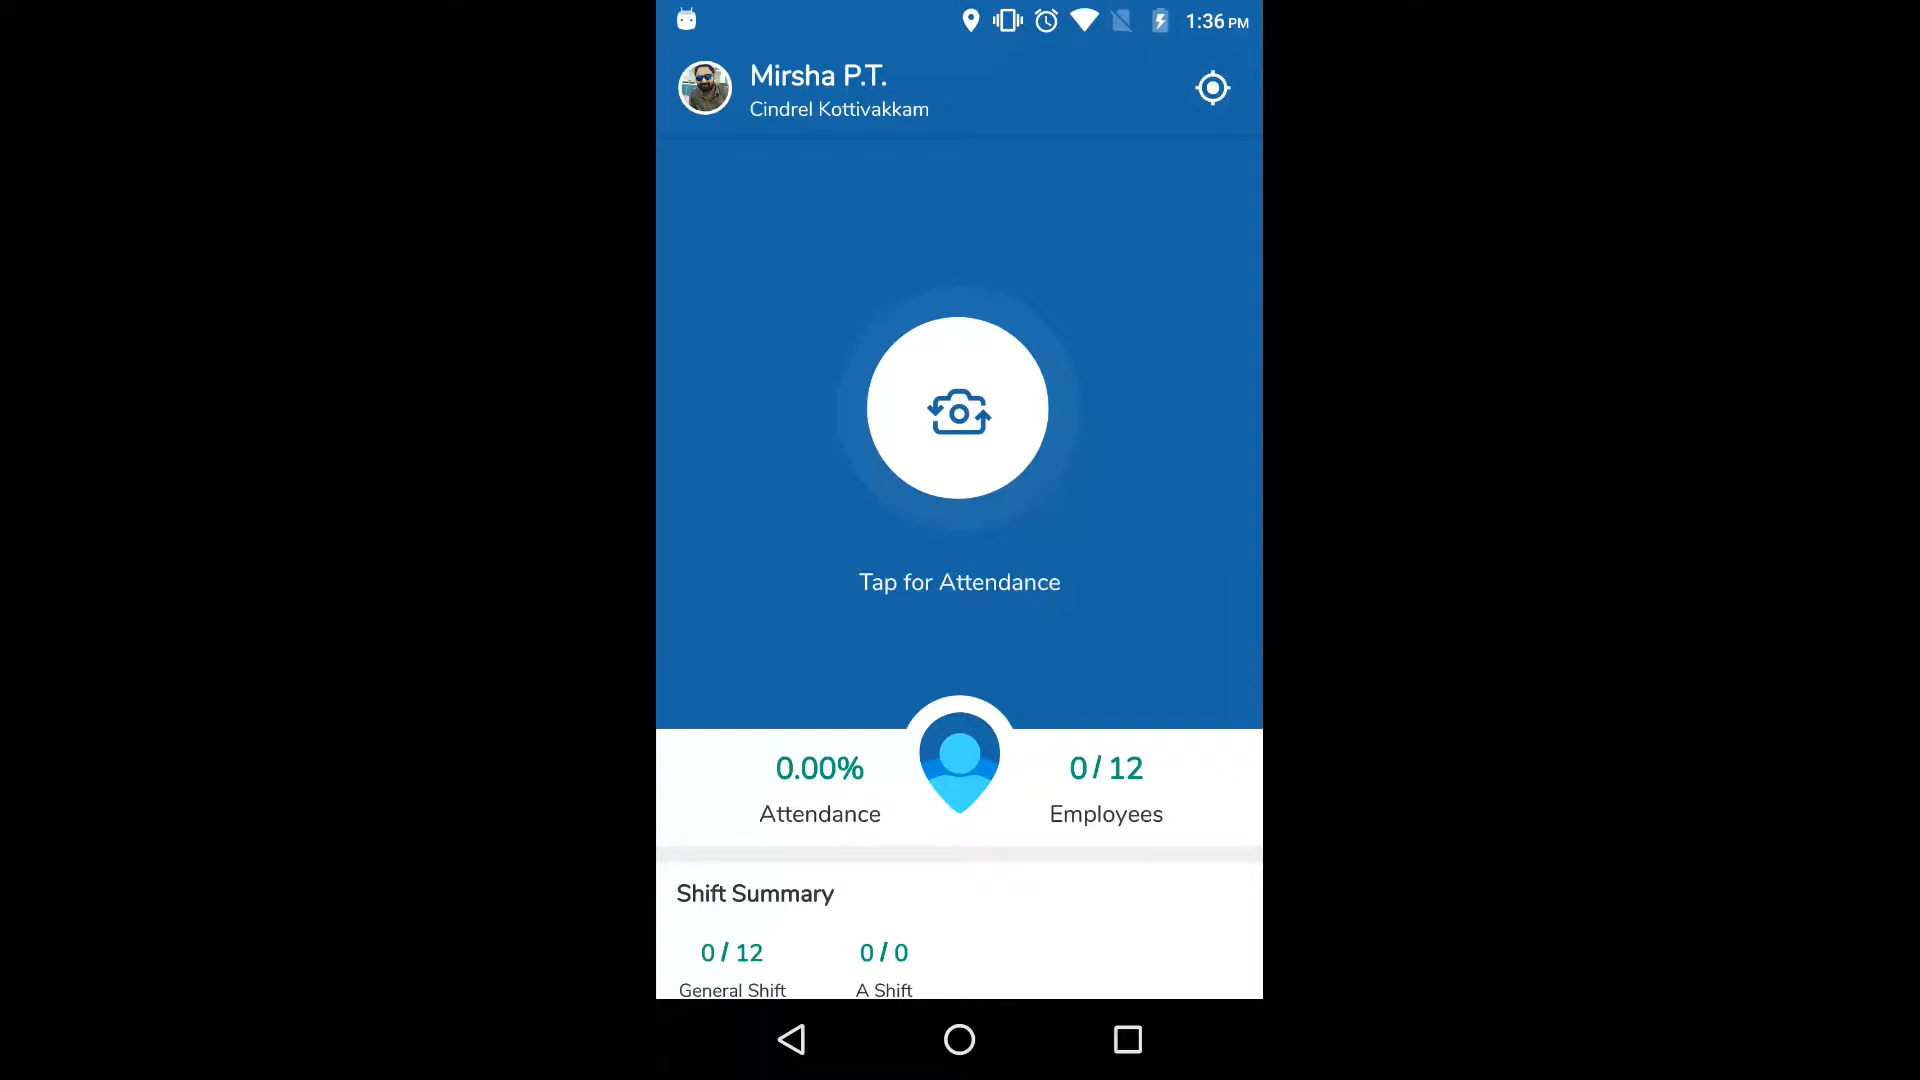 1:36 PM
Mirsha P.T.
Cindrel Kottivakkam
Tap for Attendance
0.00%
0 / 12
Attendance
Employees
Shift Summary
0 / 12
0 / 0
General Shift
A Shift